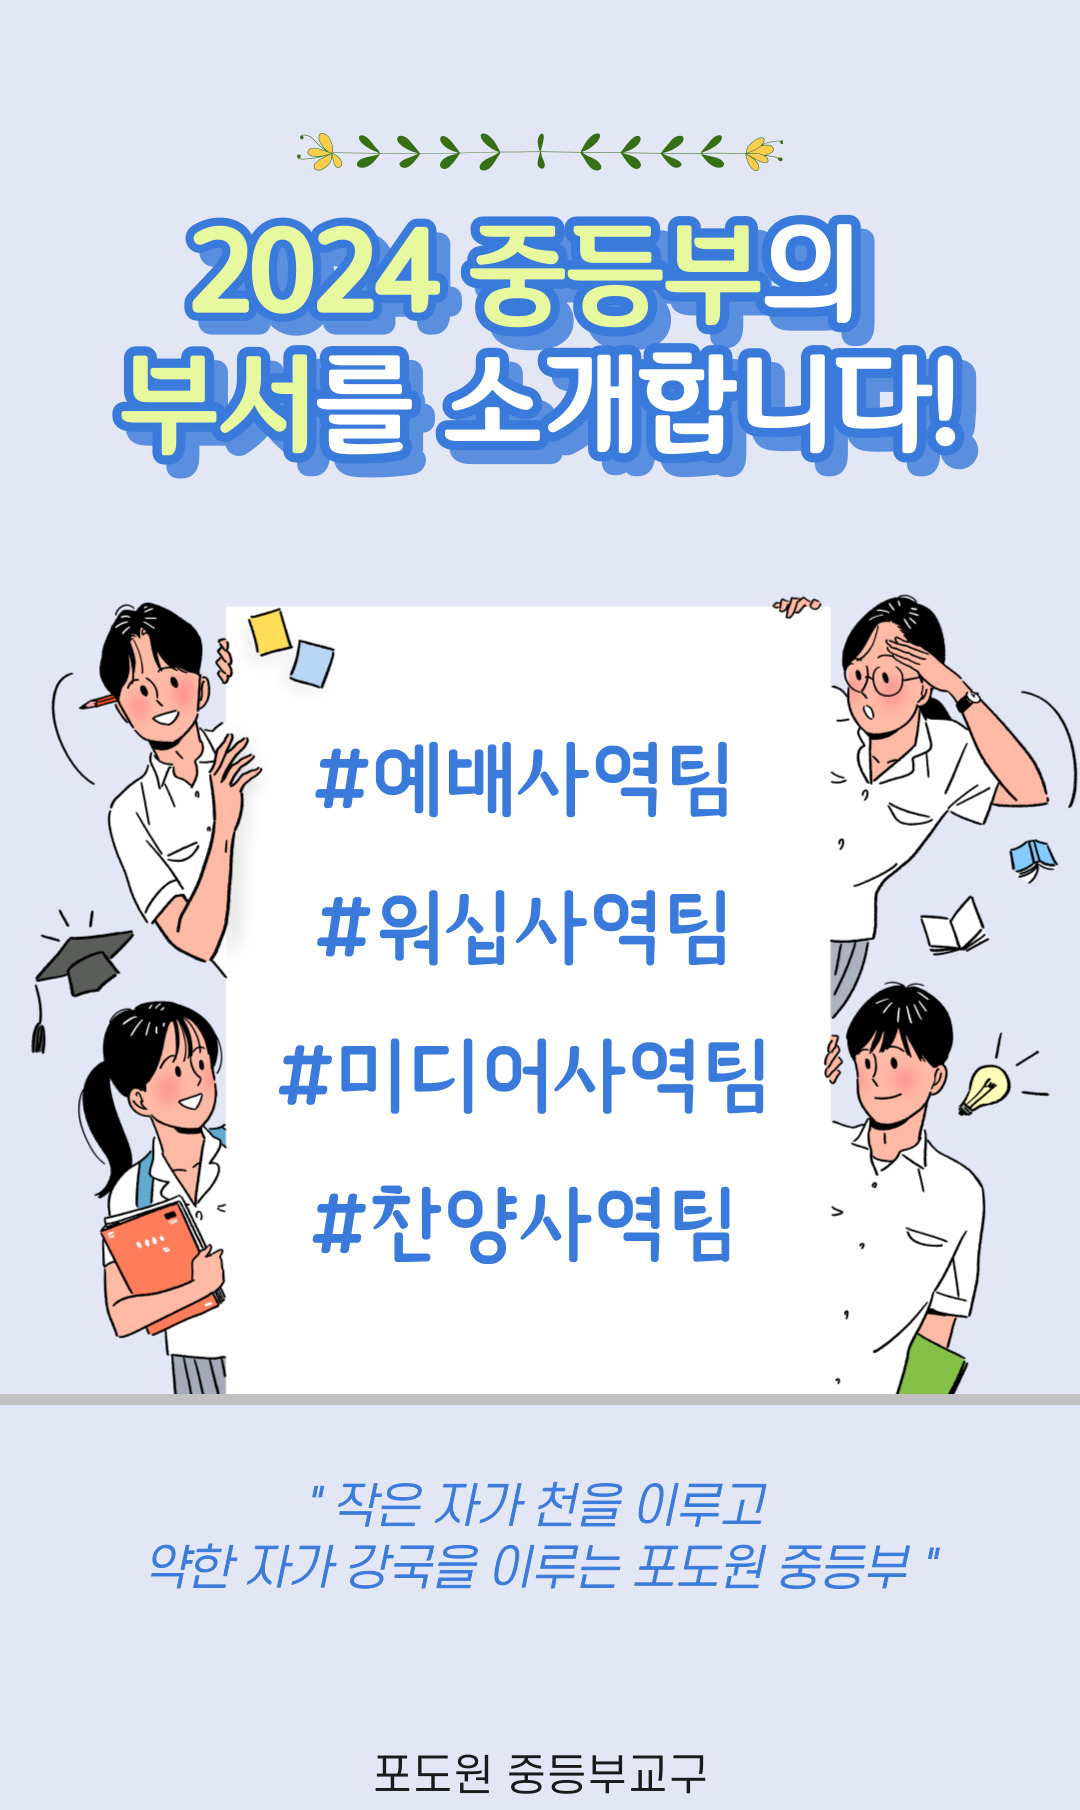 2024 중등부의
부서를 소개합니다!
#예배사역팀
#워십사역팀
#미디어사역팀
#찬양사역팀
" 작은 자가 천을 이루고
약한 자가 강국을 이루는 포도원 중등부 "
포도원 중등부교구